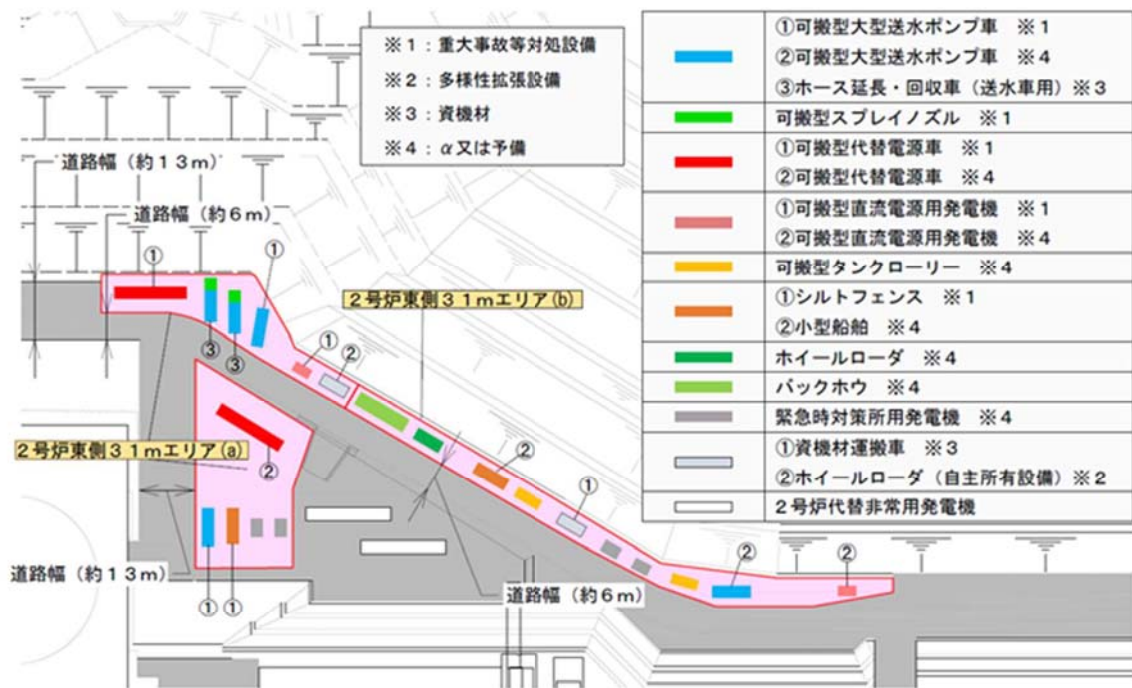 ※1：重大事故等対処設備
※2：多様性拡張設備
※3：資機材
※4：α又は予備
①可搬型大型送水ポンプ車 ※1
②可搬型大型送水ポンプ車 ※4
③ホース延長・回収車（送水車用）※3
可搬型スプレイノズル ※1
①可搬型代替電源車 ※1
②可搬型代替電源車 ※4
①可搬型直流電源用発電機 ※1
②可搬型直流電源用発電機 ※4
可搬型タンクローリー ※4
①シルトフェンス ※1
②小型船舶 ※4
ホイールローダ ※4
バックホウ ※4
緊急時対策所用発電機 ※4
①資機材運搬車 ※3
②ホイールローダ（自主所有設備）※2
2号炉代替非常用発電機
道路幅（約13m）
道路幅（約6m）
①
①
③
③
2号炉東側31mエリア(b)
①
②
2号炉東側31mエリア(a)
②
②
①
②
②
道路幅（約13m）
①
①
道路幅（約6m）